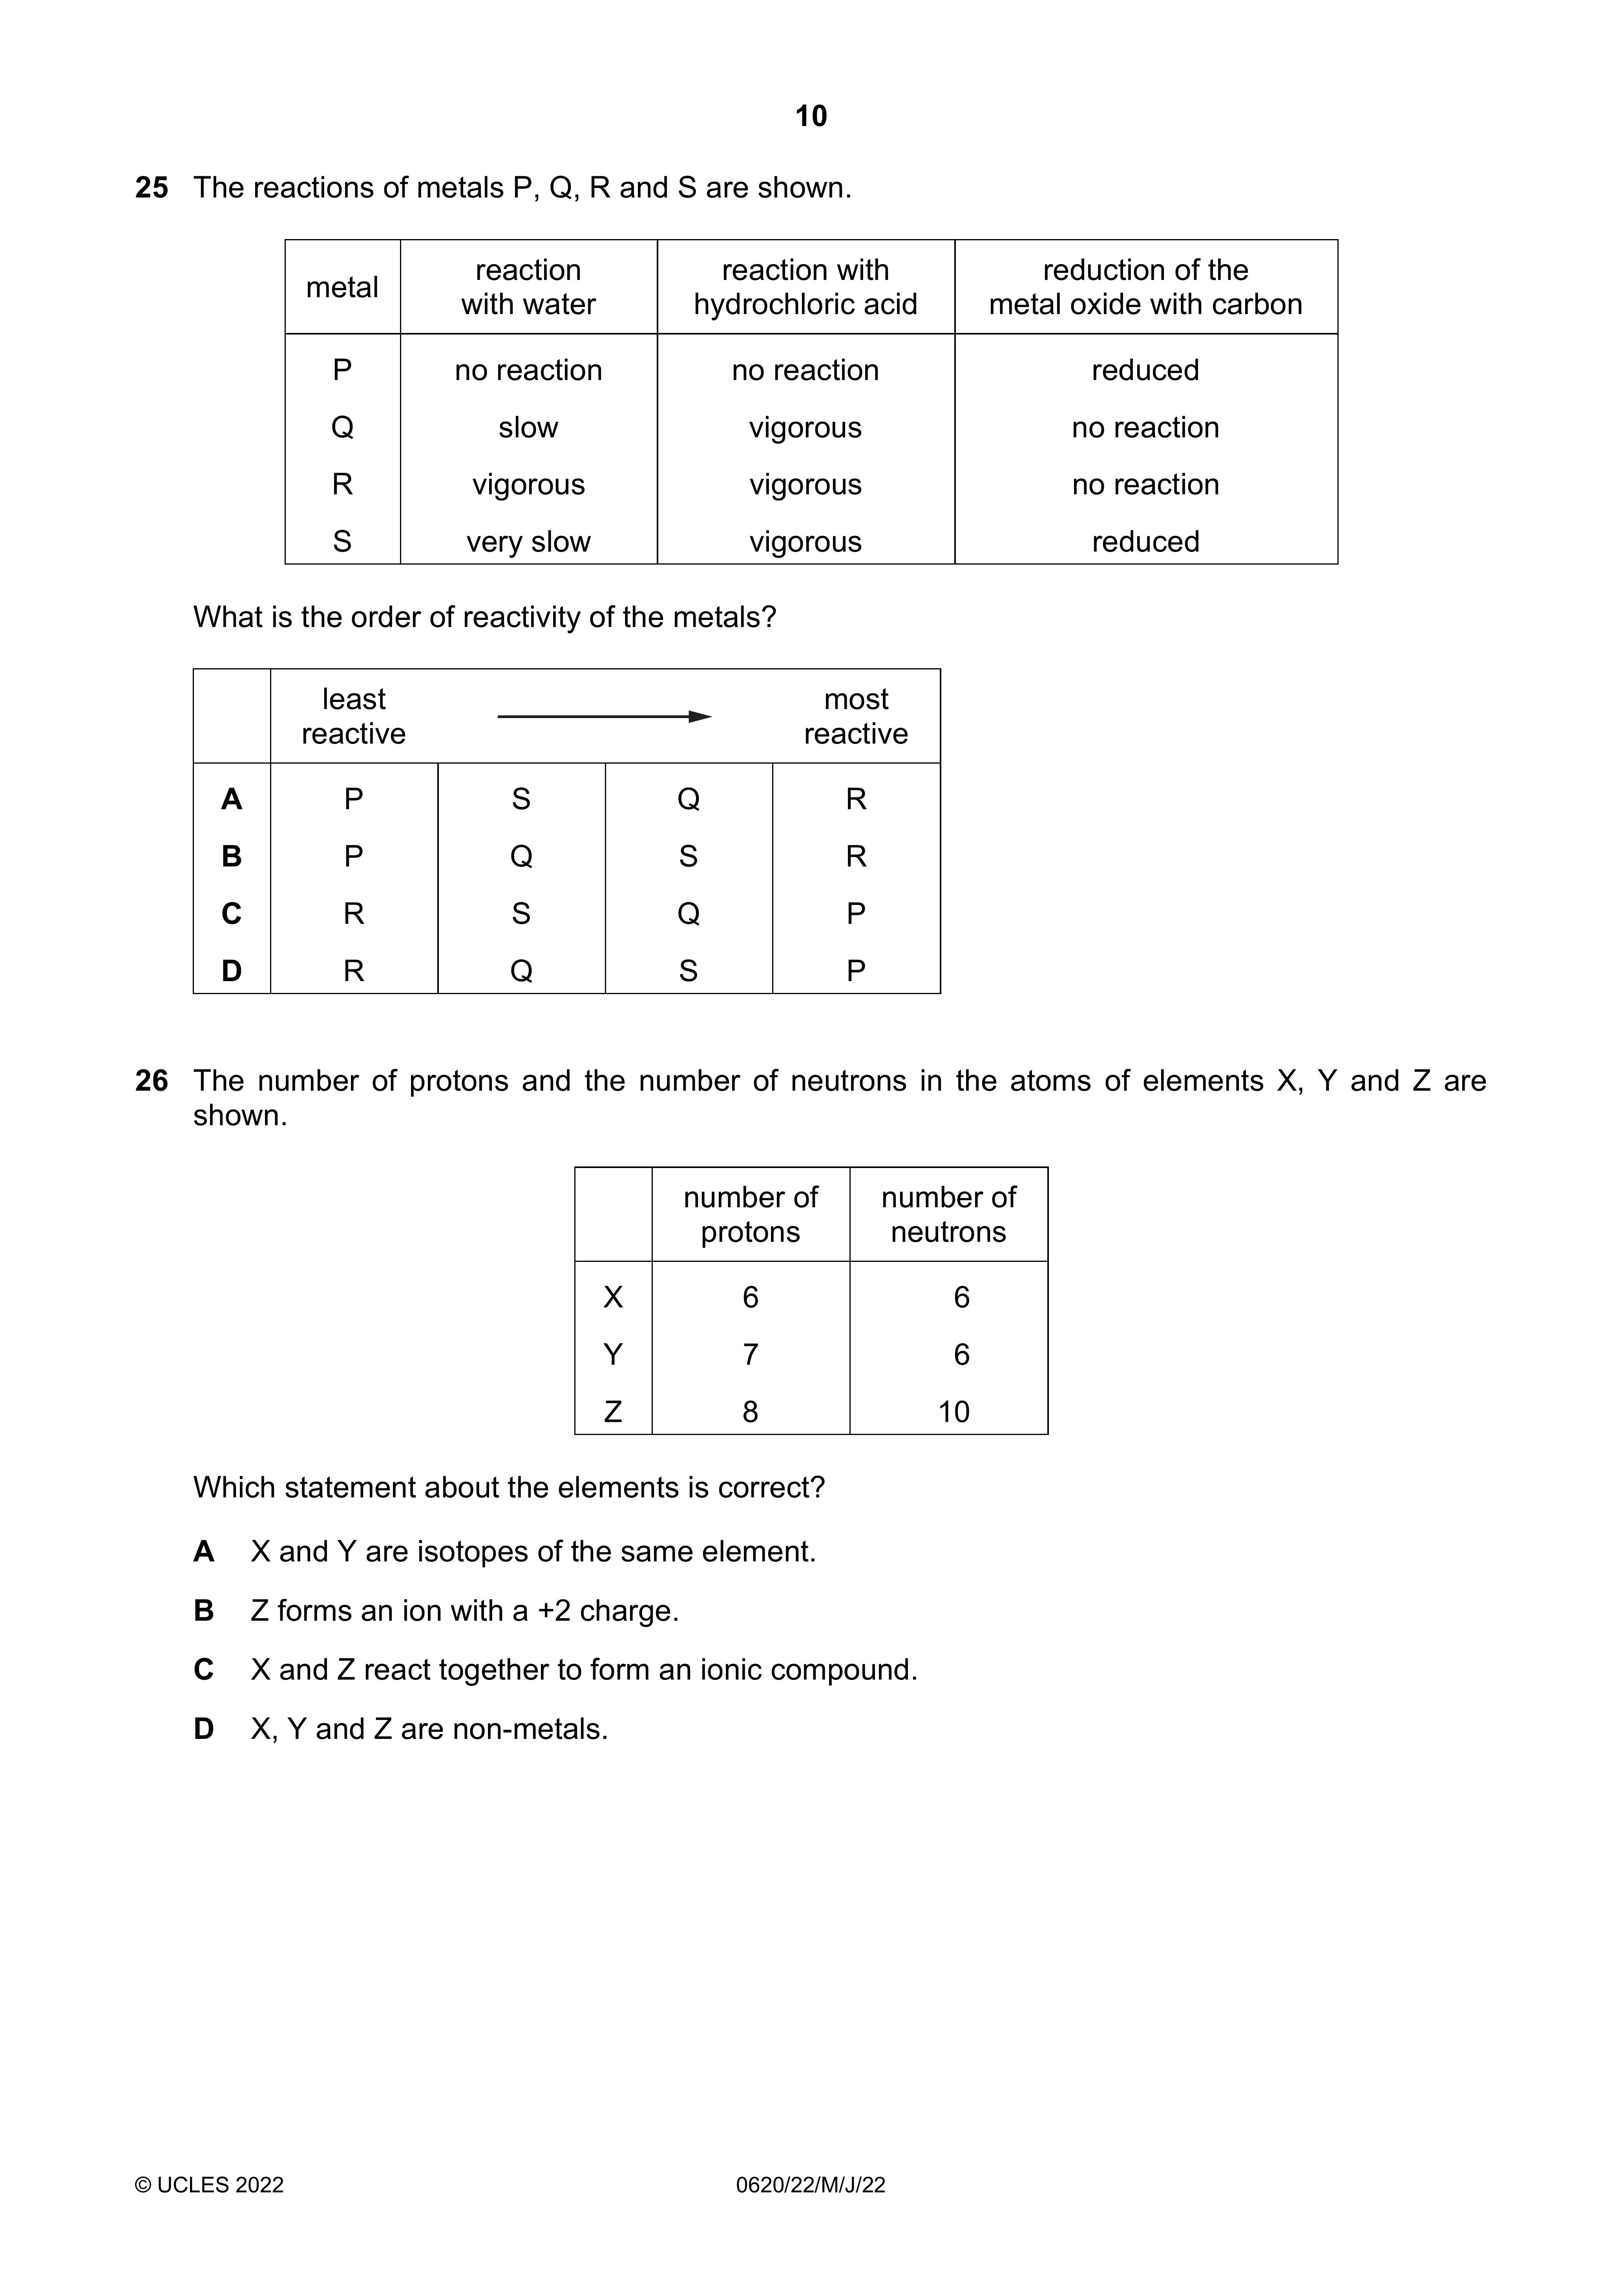 10
25 The reactions of metals P, Q, R and S are shown.
metal
reaction
with water
reaction with
hydrochloric acid
reduction of the
metal oxide with carbon
P no reaction no reaction reduced
Q slow vigorous no reaction
R vigorous vigorous no reaction
S very slow vigorous reduced
What is the order of reactivity of the metals?
least
reactive
most
reactive
A P S Q R
B P Q S R
C R S Q P
D R Q S P
26 The number of protons and the number of neutrons in the atoms of elements X, Y and Z are
shown.
number of
protons
number of
neutrons
X 6 6
Y 7 6
Z 8 10
Which statement about the elements is correct?
A X and Y are isotopes of the same element.
B Z forms an ion with a +2 charge.
C X and Z react together to form an ionic compound.
D X, Y and Z are non-metals.
© UCLES 2022 0620/22/M/J/22